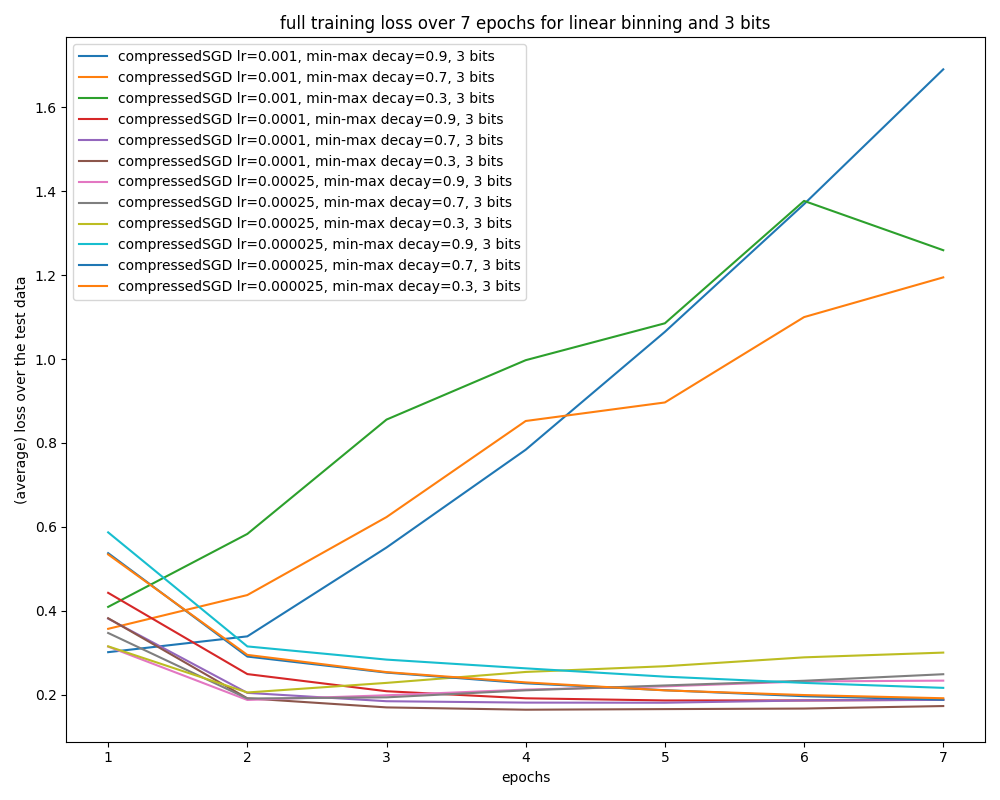 full training loss over 7 epochs for linear binning and 3 bits
compressedSGD lr=0.001, min-max decay=0.9, 3 bits
compressedSGD lr=0.001, min-max decay=0.7, 3 bits
compressedSGD lr=0.001, min-max decay=0.3, 3 bits
compressedSGD lr=0.0001, min-max decay=0.9, 3 bits
compressedSGD lr=0.0001, min-max decay=0.7, 3 bits
compressedSGD lr=0.0001, min-max decay=0.3, 3 bits
compressedSGD lr=0.00025, min-max decay=0.9, 3 bits
compressedSGD lr=0.00025, min-max decay=0.7, 3 bits
compressedSGD lr=0.00025, min-max decay=0.3, 3 bits
compressedSGD lr=0.000025, min-max decay=0.9, 3 bits
compressedSGD lr=0.000025, min-max decay=0.7, 3 bits
compressedSGD lr=0.000025, min-max decay=0.3, 3 bits
(average) loss over the test data
1.6
1.4
1.2
1.0
0.8
0.6
0.4
0.2
1 2 3 4 5 6 7
epochs